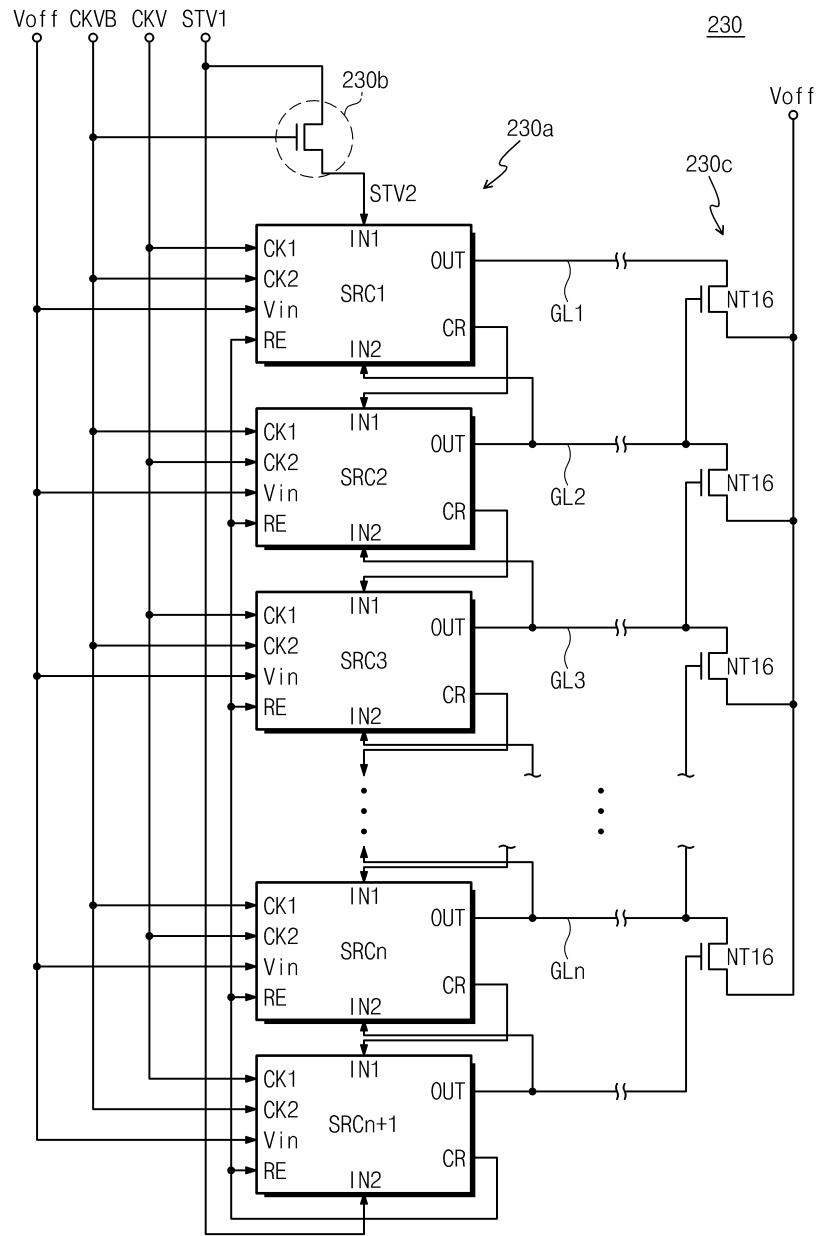 Voff CKVB CKV STV1
230
230b
Voff
230a
230c
STV2
IN1
CK1
OUT
CK2
SRC1
Vin
GL1
NT16
CR
RE
IN2
IN1
CK1
OUT
CK2
SRC2
Vin
GL2
NT16
CR
RE
IN2
IN1
CK1
OUT
CK2
SRC3
Vin
GL3
NT16
CR
RE
IN2
IN1
CK1
OUT
CK2
SRCn
Vin
GLn
NT16
CR
RE
IN2
IN1
CK1
OUT
CK2
SRCn+1
Vin
CR
RE
IN2